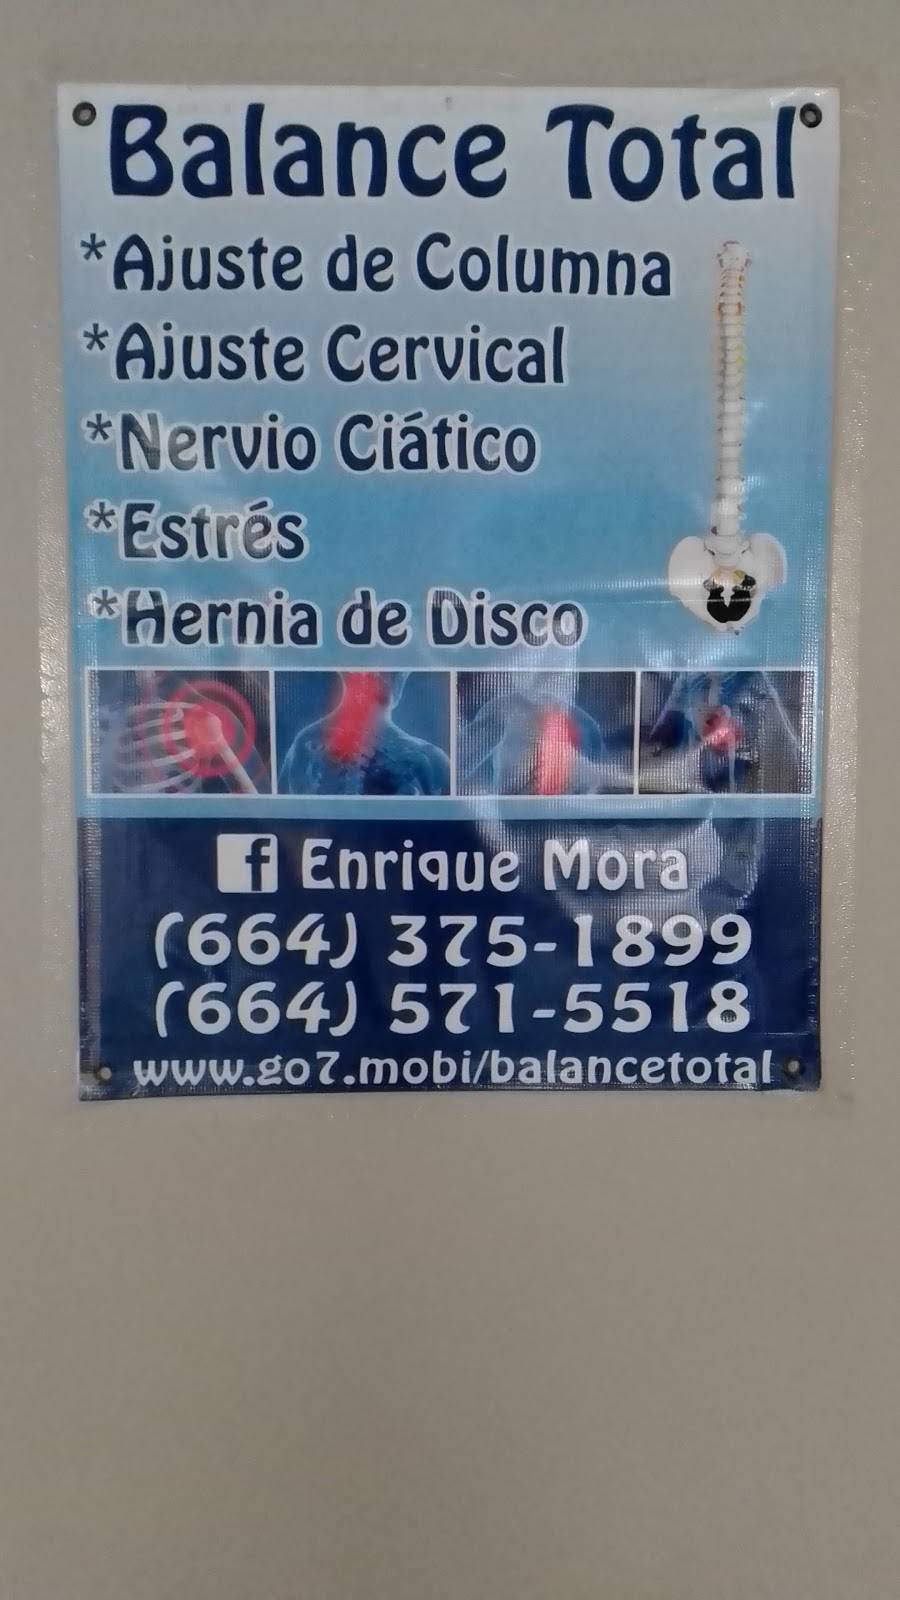 Balance Total
*Ajuste de Columna
*Ajuste Cervical
*Nervio Ciático
*Estrés
*Hernia de Disco
f Enrique Mora
(664) 375-1899
(664) 571-5518
www.go7.mobi/balancetotal